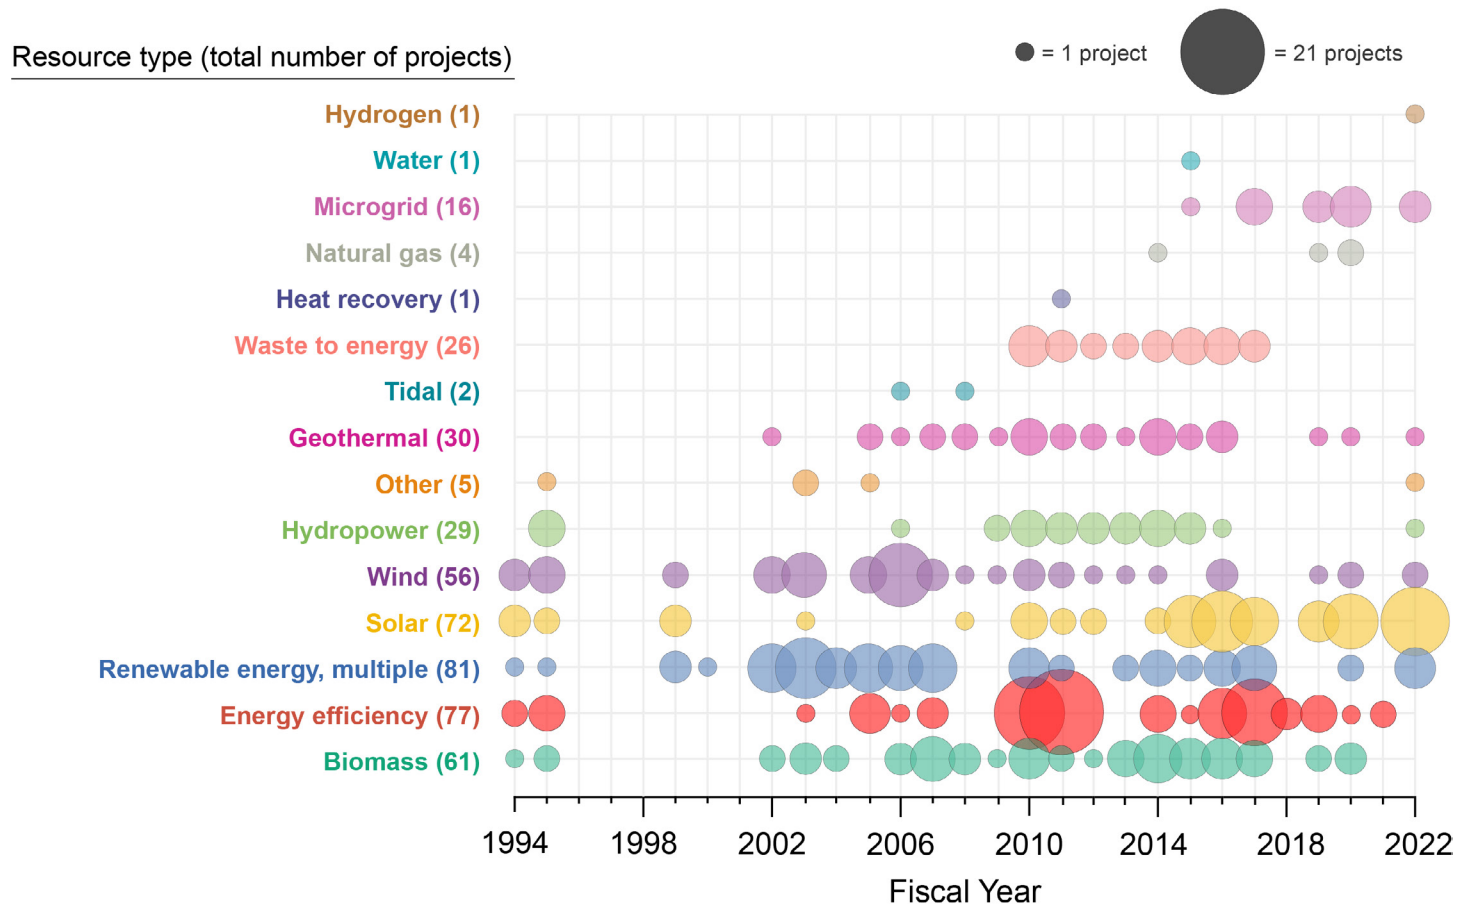 Resource type (total number of projects)
= 1 project
= 21 projects
Hydrogen (1)
Water (1)
Microgrid (16)
Natural gas (4)
Heat recovery (1)
Waste to energy (26)
Tidal (2)
Geothermal (30)
Other (5)
Hydropower (29)
Wind (56)
Solar (72)
Renewable energy, multiple (81)
Energy efficiency (77)
Biomass (61)
1994 1998 2002 2006 2010 2014 2018 2022
Fiscal Year